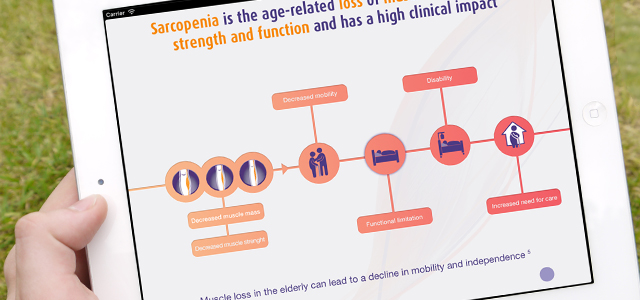 Carrier
Sarcopenia is the age-related loss of
strength and function and has a high clinical impact
Disability
Decreased mobility
Decreased muscle mass
Decreased muscle strenght
Functional limitation
Increased need for care
Muscle loss in the elderly can lead to a decline in mobility and independence 5